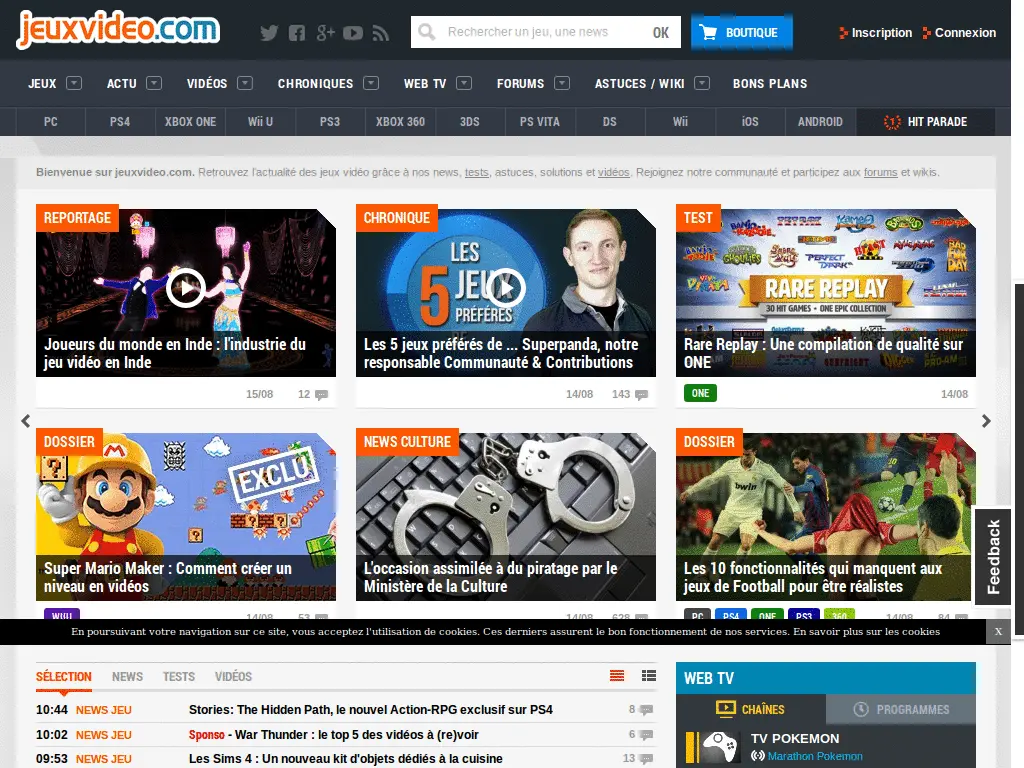 jeuxvideo.com
Rechercher un jeu, une news
OK
BOUTIQUE
Inscription
Connexion
JEUX
ACTU
VIDÉOS
CHRONIQUES
WEB TV
FORUMS
ASTUCES / WIKI
BONS PLANS
PC
PS4
XBOX ONE
Wii U
PS3
XBOX 360
3DS
PS VITA
DS
Wii
iOS
ANDROID
HIT PARADE
Bienvenue sur jeuxvideo.com. Retrouvez l'actualité des jeux vidéo grâce à nos news, tests, astuces, solutions et vidéos. Rejoignez notre communauté et participez aux forums et wikis.
REPORTAGE
Joueurs du monde en Inde : l'industrie du
jeu vidéo en Inde
15/08 12
CHRONIQUE
LES
5 JEUX
PRÉFÉRÉS
Les 5 jeux préférés de ... Superpanda, notre
responsable Communauté & Contributions
14/08 143
TEST
PERFECT DARK
RARE REPLAY
30 HIT GAMES • ONE EPIC COLLECTION
Rare Replay : Une compilation de qualité sur
ONE
ONE 14/08
DOSSIER
EXCLU
Super Mario Maker : Comment créer un
niveau en vidéos
WIIU 14/08 53
NEWS CULTURE
L'occasion assimilée à du piratage par le
Ministère de la Culture
14/08 628
DOSSIER
bwin
Les 10 fonctionnalités qui manquent aux
jeux de Football pour être réalistes
PC PS4 ONE PS3 360 14/08 84
Feedback
En poursuivant votre navigation sur ce site, vous acceptez l'utilisation de cookies. Ces derniers assurent le bon fonctionnement de nos services. En savoir plus sur les cookies
X
SÉLECTION
NEWS
TESTS
VIDÉOS
10:44 NEWS JEU Stories: The Hidden Path, le nouvel Action-RPG exclusif sur PS4 8
10:02 NEWS JEU Sponso - War Thunder : le top 5 des vidéos à (re)voir 6
09:53 NEWS JEU Les Sims 4 : Un nouveau kit d'objets dédiés à la cuisine 13
WEB TV
CHAÎNES
PROGRAMMES
TV POKEMON
Marathon Pokemon